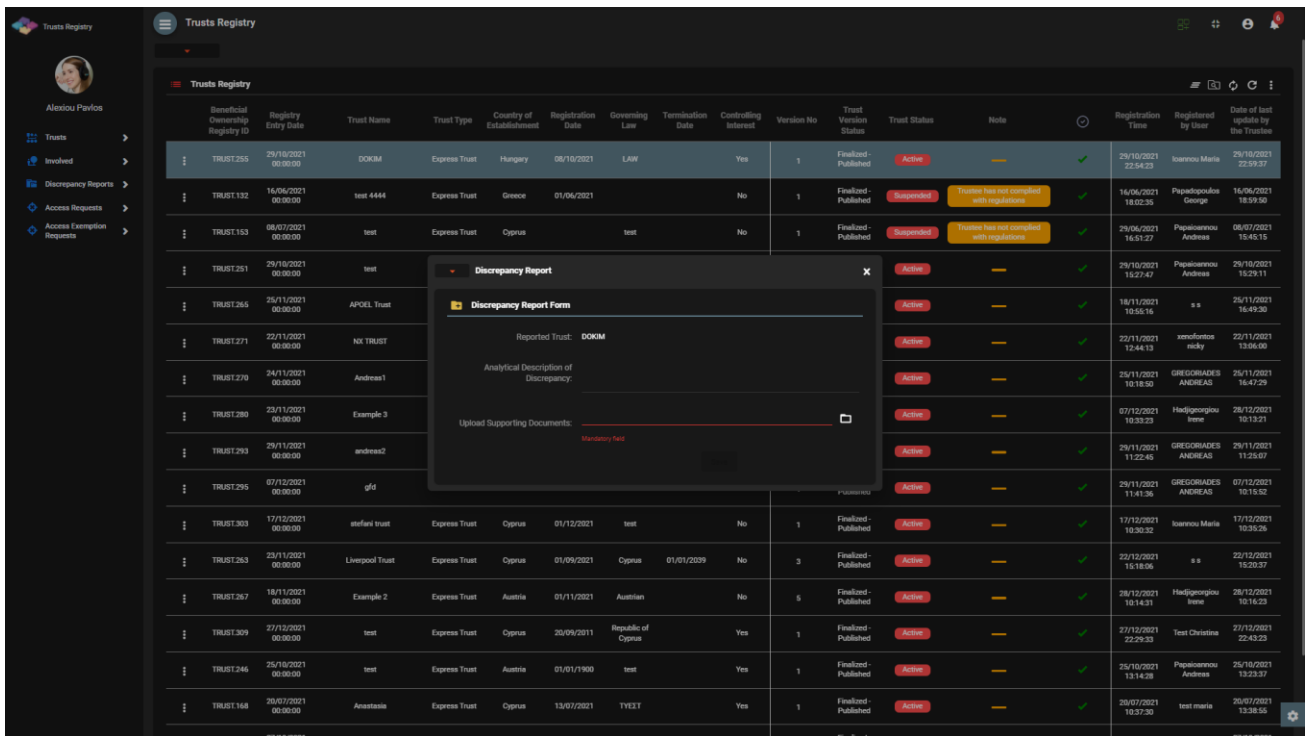 Trusts Registry
Trusts Registry
6
Alexiou Pavlos
Trusts
Involved
Discrepancy Reports
Access Requests
Access Exemption Requests
Trusts Registry
Beneficial Ownership Registry ID Registry Entry Date Trust Name Trust Type Country of Establishment Registration Date Governing Law Termination Date Controlling Interest Version No Trust Version Status Trust Status Note Registration Time Registered by User Date of last update by the Trustee
TRUST.255 29/10/2021 00:00:00 DOKIM Express Trust Hungary 08/10/2021 LAW Yes 1 Finalized - Published Active 29/10/2021 22:54:23 Ioannou Maria 29/10/2021 22:59:37
TRUST.132 16/06/2021 00:00:00 test 4444 Express Trust Greece 01/06/2021 No 1 Finalized - Published Suspended Trustee has not complied with regulations 16/06/2021 18:02:35 Papadopoulos George 16/06/2021 18:59:50
TRUST.153 08/07/2021 00:00:00 test Express Trust Cyprus test No 1 Finalized - Published Suspended Trustee has not complied with regulations 29/06/2021 16:51:27 Papaioannou Andreas 08/07/2021 15:45:15
TRUST.251 29/10/2021 00:00:00 test Active 29/10/2021 15:27:47 Papaioannou Andreas 29/10/2021 15:29:11
TRUST.265 25/11/2021 00:00:00 APOEL Trust Active 18/11/2021 10:55:16 s s 25/11/2021 16:49:30
TRUST.271 22/11/2021 00:00:00 NX TRUST Active 22/11/2021 12:44:13 xenofontos nicky 22/11/2021 13:06:00
TRUST.270 24/11/2021 00:00:00 Andreas1 Active 25/11/2021 10:18:50 GREGORIADES ANDREAS 25/11/2021 16:47:29
TRUST.280 23/11/2021 00:00:00 Example 3 Active 07/12/2021 10:33:23 Hadjigeorgiou Irene 28/12/2021 10:13:21
TRUST.293 29/11/2021 00:00:00 andreas2 Active 29/11/2021 11:22:45 GREGORIADES ANDREAS 29/11/2021 11:25:07
TRUST.295 07/12/2021 00:00:00 gfd Published Active 29/11/2021 11:41:36 GREGORIADES ANDREAS 07/12/2021 10:15:52
TRUST.303 17/12/2021 00:00:00 stefani trust Express Trust Cyprus 01/12/2021 test No 1 Finalized - Published Active 17/12/2021 10:30:32 Ioannou Maria 17/12/2021 10:35:26
TRUST.263 23/11/2021 00:00:00 Liverpool Trust Express Trust Cyprus 01/09/2021 Cyprus 01/01/2039 No 3 Finalized - Published Active 22/12/2021 15:18:06 s s 22/12/2021 15:20:37
TRUST.267 18/11/2021 00:00:00 Example 2 Express Trust Austria 01/11/2021 Austrian No 5 Finalized - Published Active 28/12/2021 10:14:31 Hadjigeorgiou Irene 28/12/2021 10:16:23
TRUST.309 27/12/2021 00:00:00 test Express Trust Cyprus 20/09/2011 Republic of Cyprus Yes 1 Finalized - Published Active 27/12/2021 22:29:33 Test Christina 27/12/2021 22:43:23
TRUST.246 25/10/2021 00:00:00 test Express Trust Austria 01/01/1900 test Yes 1 Finalized - Published Active 25/10/2021 13:14:28 Papaioannou Andreas 25/10/2021 13:23:37
TRUST.168 20/07/2021 00:00:00 Anastasia Express Trust Cyprus 13/07/2021 ΤΥΕΣΤ Yes 1 Finalized - Published Active 20/07/2021 10:37:30 test maria 20/07/2021 13:38:55
Discrepancy Report
x
Discrepancy Report Form
Reported Trust: DOKIM
Analytical Description of Discrepancy:
Upload Supporting Documents:
Mandatory field